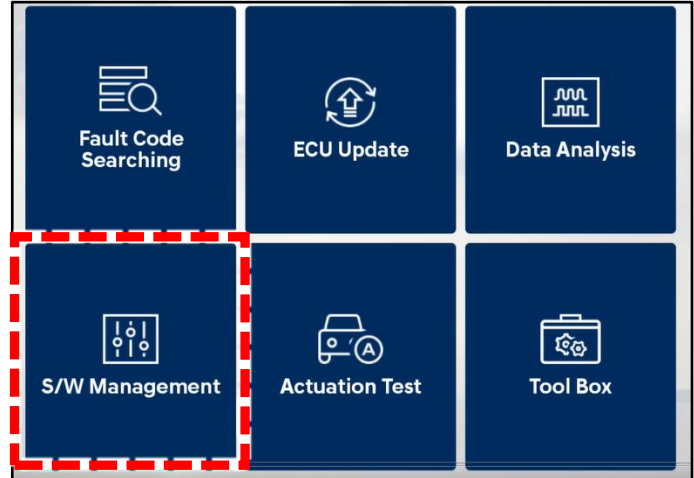 Fault Code
Searching
ECU Update
Data Analysis
S/W Management
Actuation Test
A
Tool Box